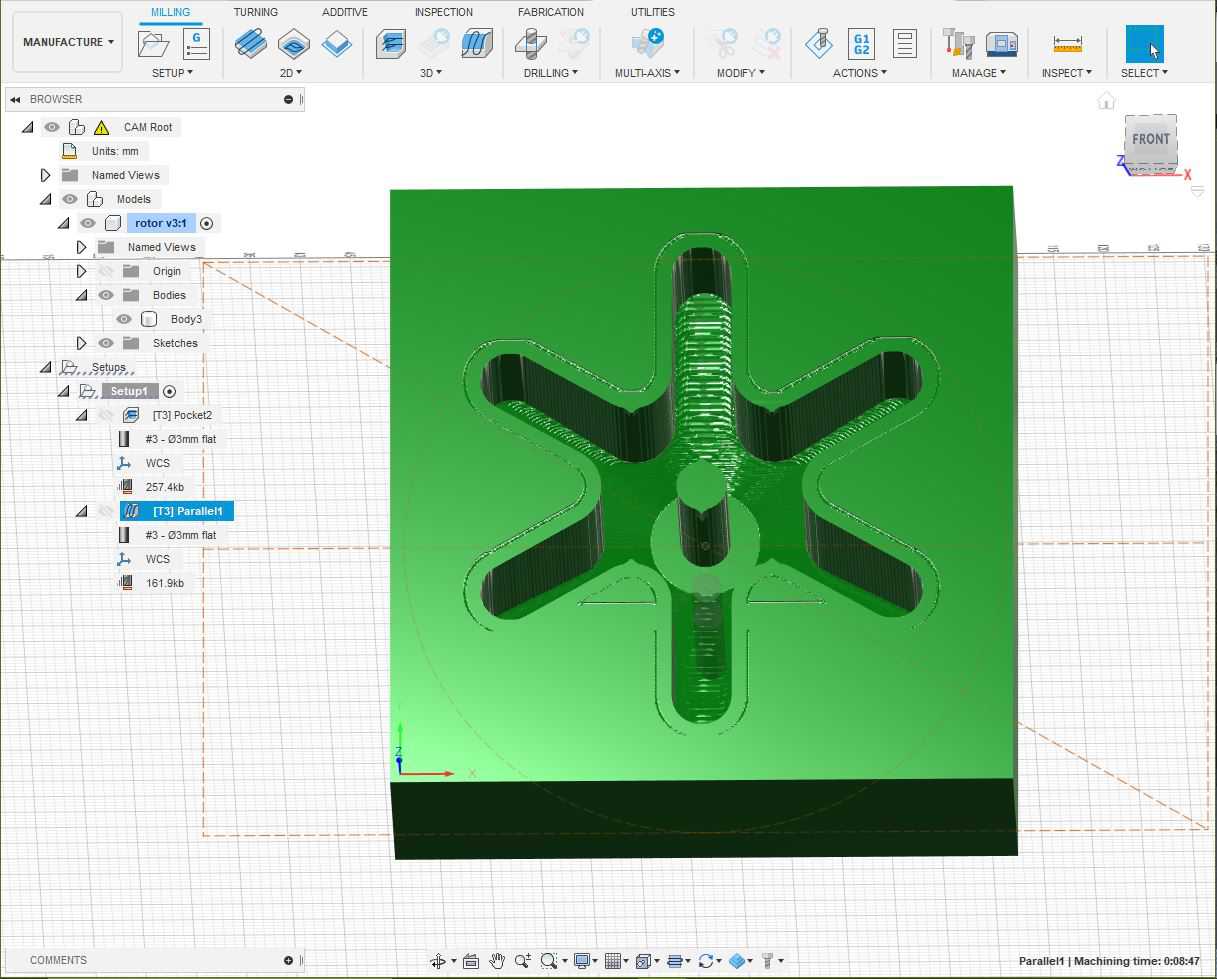 MILLING TURNING ADDITIVE INSPECTION FABRICATION UTILITIES
MANUFACTURE
G
G1
G2
SETUP 2D 3D DRILLING MULTI-AXIS MODIFY ACTIONS MANAGE INSPECT SELECT
BROWSER
CAM Root
Units: mm
Named Views
Models
rotor v3:1
Named Views
Origin
Bodies
Body3
Sketches
Setups
Setup1
[T3] Pocket2
#3 - Ø3mm flat
WCS
257.4kb
[T3] Parallel1
#3 - Ø3mm flat
WCS
161.9kb
FRONT
Z
X
Z
X
COMMENTS
Parallel1 | Machining time: 0:08:47